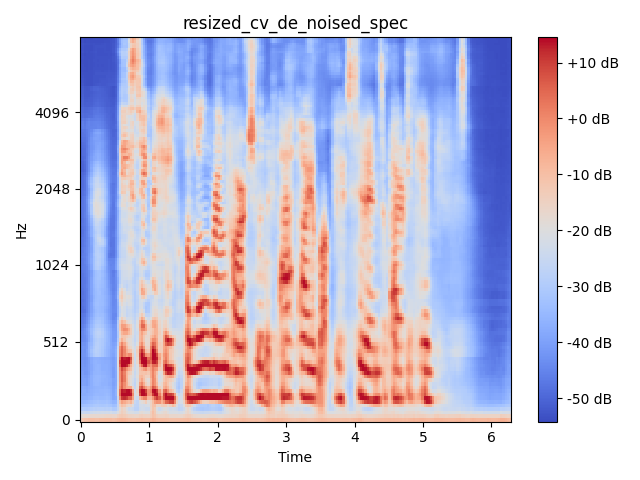 resized_cv_de_noised_spec
+10 dB
4096
+0 dB
-10 dB
2048
-20 dB
Hz
1024
-30 dB
512
-40 dB
-50 dB
0
0 1 2 3 4 5 6
Time